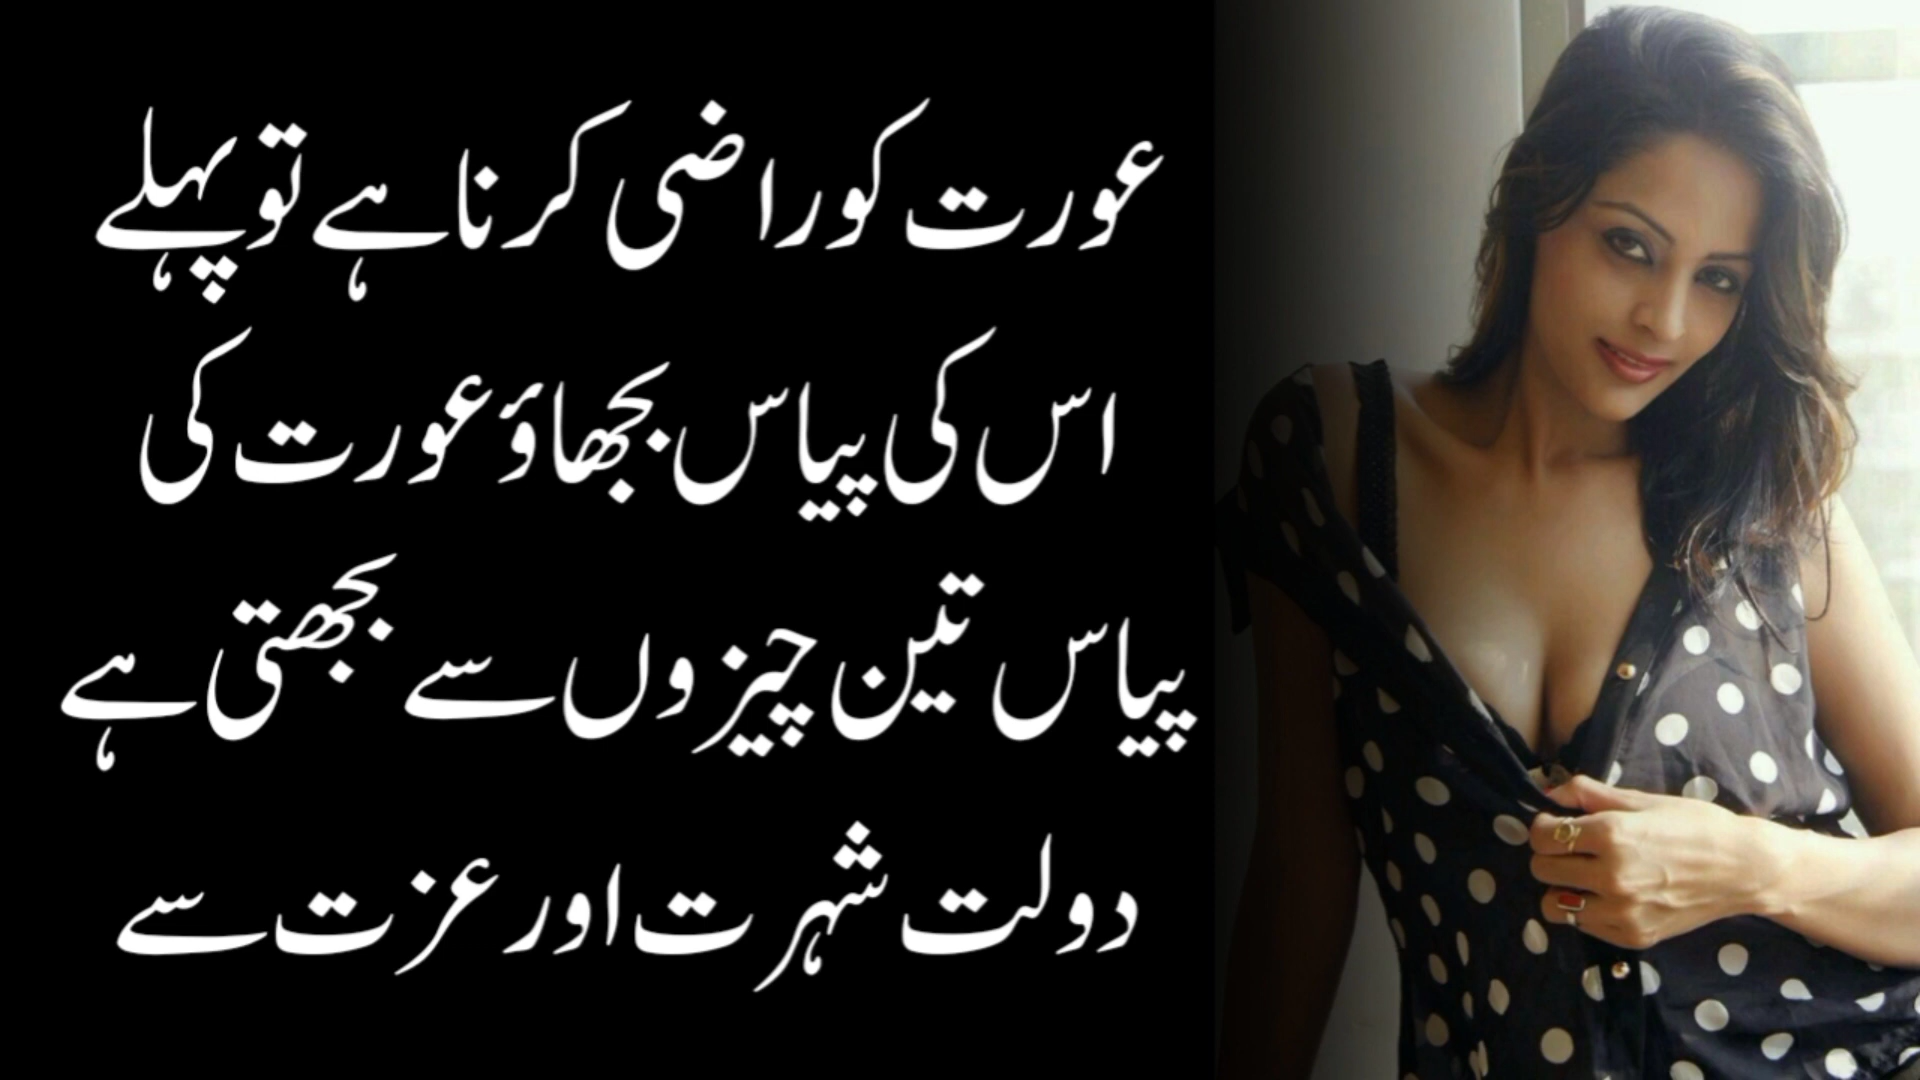 عورت کو راضی کرنا ہے تو پہلے
اس کی پیاس بجھاؤ عورت کی
پیاس تین چیزوں سے بجھتی ہے
دولت شہرت اور عزت سے